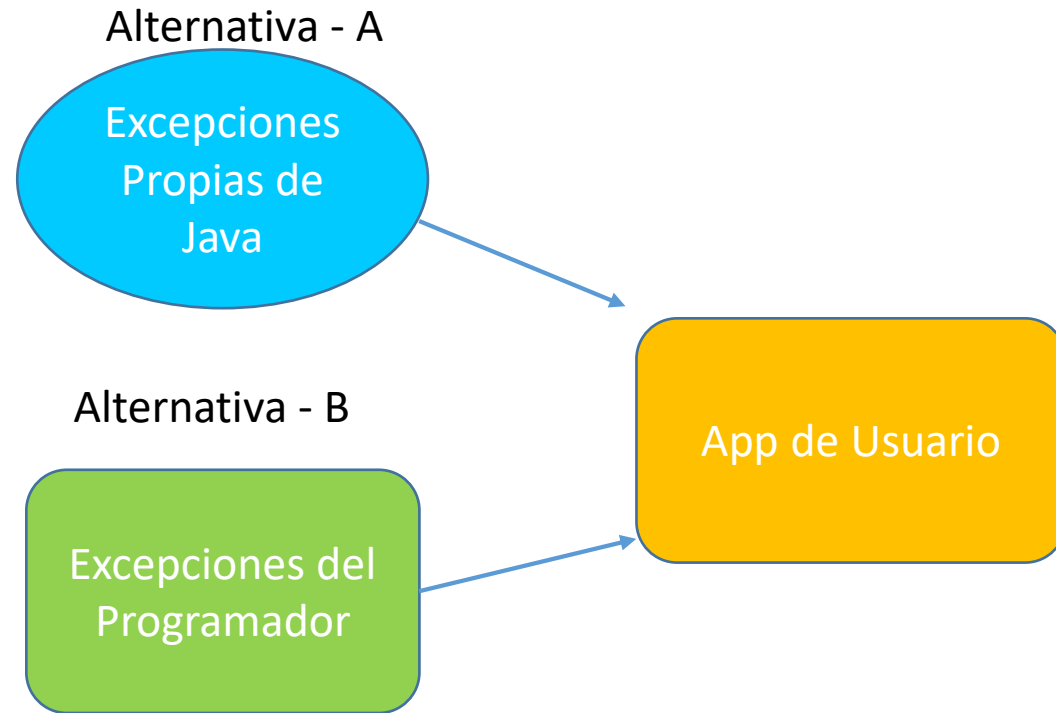 Alternativa - A
Excepciones
Propias de
Java
Alternativa - B
App de Usuario
Excepciones del
Programador